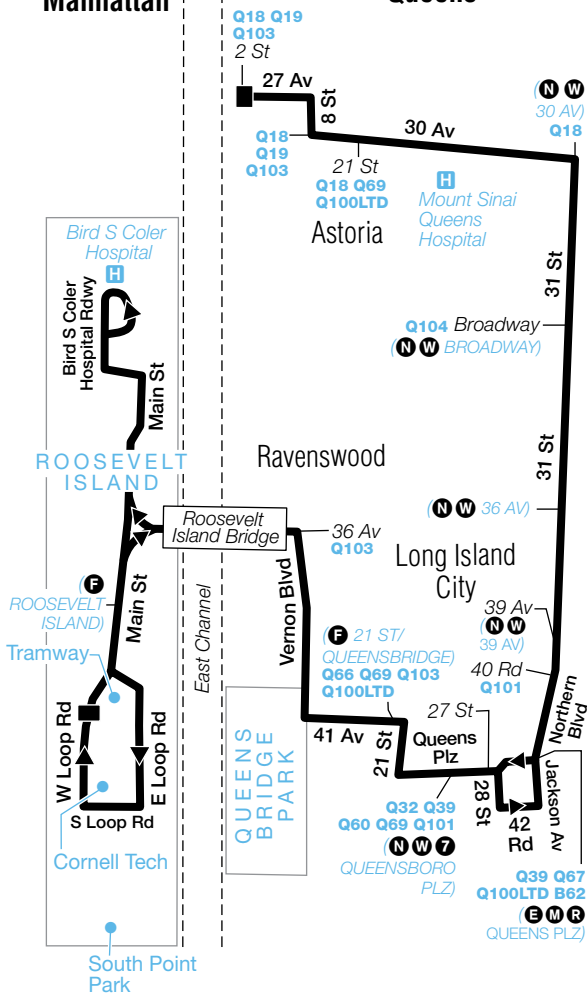 Manhattan
Queens
Q18 Q19
Q103
2 St
27 Av
8 St
30 Av
(N W
30 AV)
Q18
Q18
Q19
Q103
21 St
Q18 Q69
Q100LTD
H
Mount Sinai
Queens
Hospital
Astoria
Bird S Coler
Hospital
H
Bird S Coler
Hospital Rdwy
Main St
31 St
Q104 Broadway
(N W BROADWAY)
ROOSEVELT
ISLAND
Ravenswood
31 St
(N W 36 AV)
Roosevelt
Island Bridge
36 Av
Q103
Long Island
City
(F
ROOSEVELT
ISLAND)
Main St
East Channel
Vernon Blvd
39 Av
(N W
39 AV)
40 Rd
Q101
(F 21 ST/
QUEENSBRIDGE)
Q66 Q69 Q103
Q100LTD
Tramway
W Loop Rd
E Loop Rd
S Loop Rd
Cornell Tech
QUEENS
BRIDGE
PARK
41 Av
21 St
27 St
Queens
Plz
28 St
42
Rd
Northern
Blvd
Jackson Av
Q32 Q39
Q60 Q69 Q101
(N W 7
QUEENSBORO
PLZ)
Q39 Q67
Q100LTD B62
(E M R
QUEENS PLZ)
South Point
Park